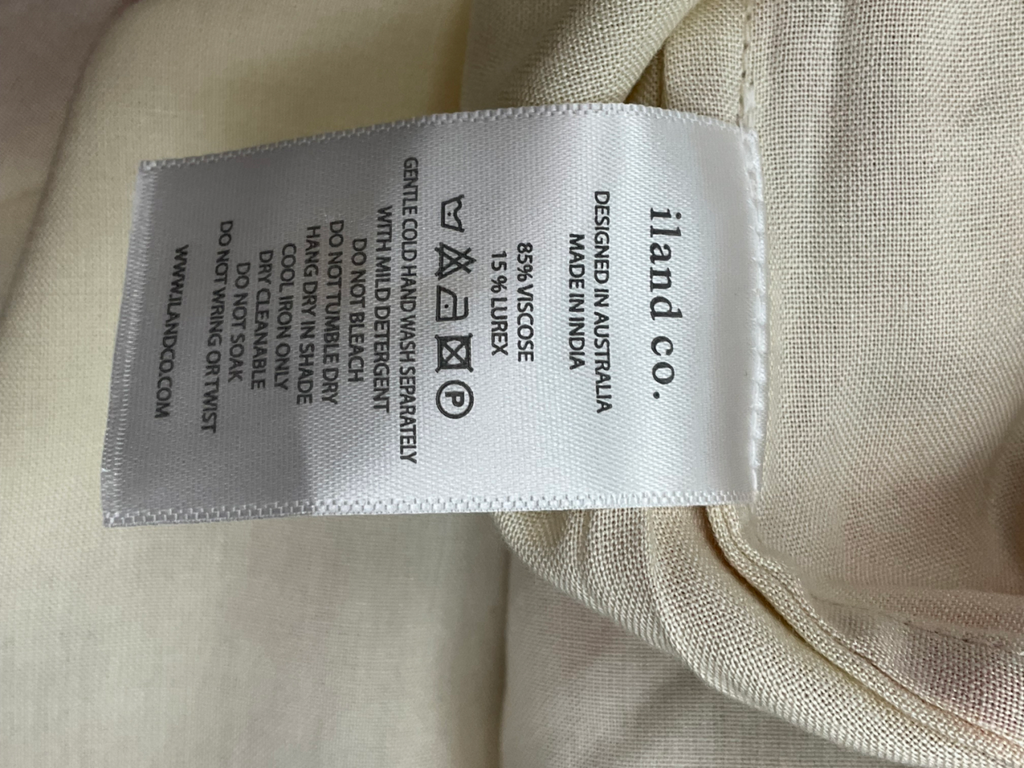 iland co.
DESIGNED IN AUSTRALIA
MADE IN INDIA
85% VISCOSE
15 % LUREX
P
GENTLE COLD HAND WASH SEPARATELY
WITH MILD DETERGENT
DO NOT BLEACH
DO NOT TUMBLE DRY
HANG DRY IN SHADE
COOL IRON ONLY
DRY CLEANABLE
DO NOT SOAK
DO NOT WRING OR TWIST
WWW.ILANDCO.COM